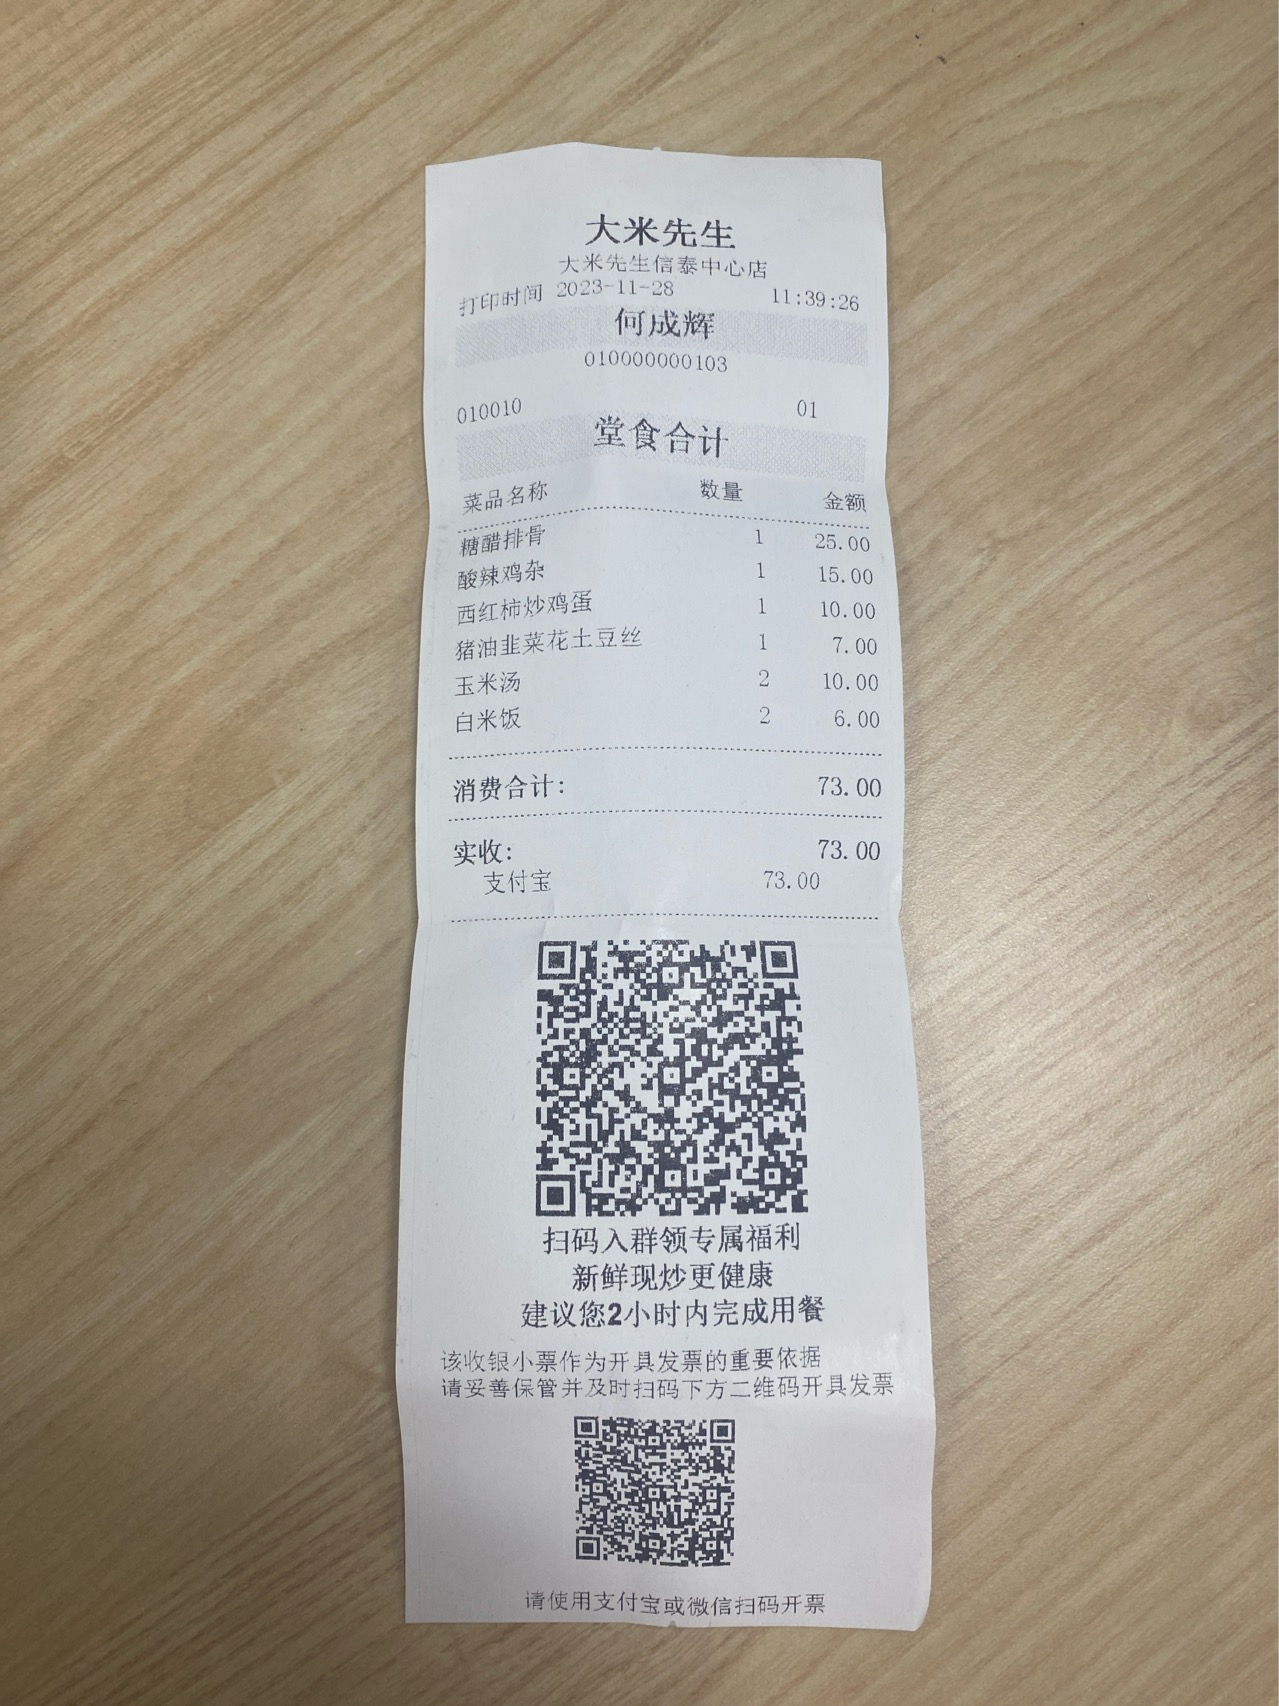 大米先生
大米先生信泰中心店
打印时间 2023-11-28 11:39:26
何成辉
010000000103
010010 01
堂食合计
菜品名称 数量 金额
糖醋排骨 1 25.00
酸辣鸡杂 1 15.00
西红柿炒鸡蛋 1 10.00
猪油韭菜花土豆丝 1 7.00
玉米汤 2 10.00
白米饭 2 6.00
消费合计: 73.00
实收: 73.00
支付宝 73.00
扫码入群领专属福利
新鲜现炒更健康
建议您2小时内完成用餐
该收银小票作为开具发票的重要依据
请妥善保管并及时扫码下方二维码开具发票
请使用支付宝或微信扫码开票